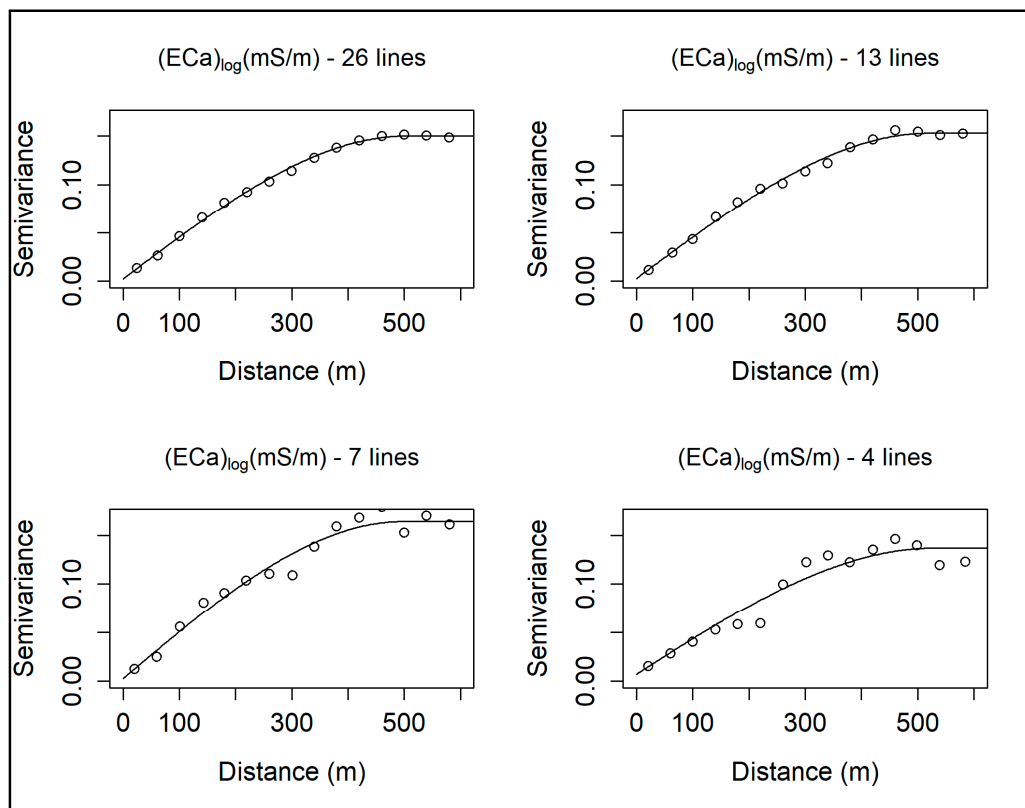 (ECa)log(mS/m) - 26 lines
Semivariance
0.00
0.10
0
100
300
500
Distance (m)
(ECa)log(mS/m) - 13 lines
Semivariance
0.00
0.10
0
100
300
500
Distance (m)
(ECa)log(mS/m) - 7 lines
Semivariance
0.00
0.10
0
100
300
500
Distance (m)
(ECa)log(mS/m) - 4 lines
Semivariance
0.00
0.10
0
100
300
500
Distance (m)